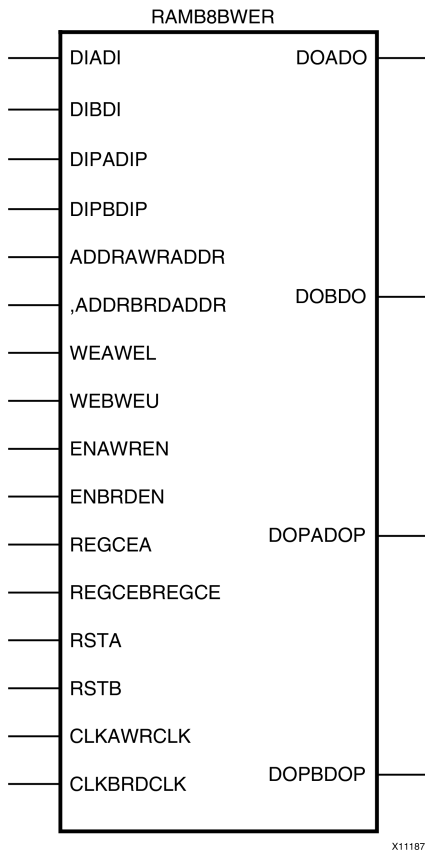 RAMB8BWER
DIADI
DOADO
DIBDI
DIPADIP
DIPBDIP
ADDRAWRADDR
,ADDRBRDADDR
DOBDO
WEAWEL
WEBWEU
ENAWREN
ENBRDEN
REGCEA
DOPADOP
REGCEBREGCE
RSTA
RSTB
CLKAWRCLK
CLKBRDCLK
DOPBDOP
X11187